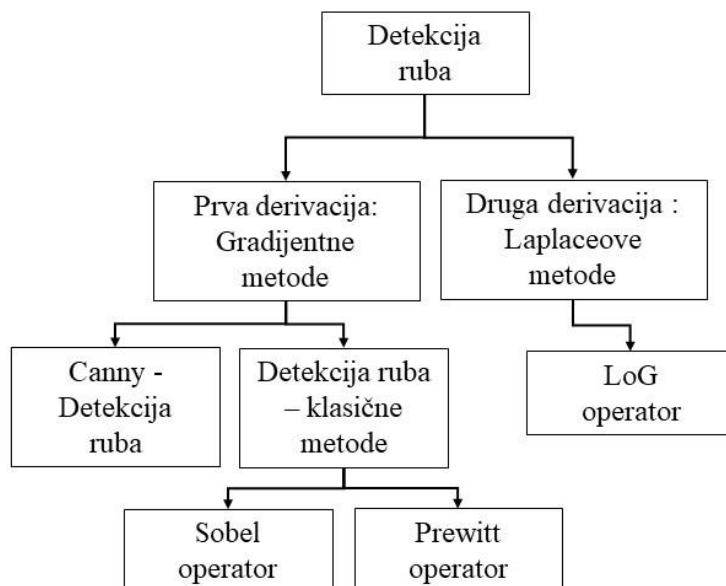 Detekcija
ruba
Prva derivacija:
Gradijentne
metode
Druga derivacija :
Laplaceove
metode
Canny -
Detekcija
ruba
Detekcija ruba
– klasične
metode
LoG
operator
Sobel
operator
Prewitt
operator